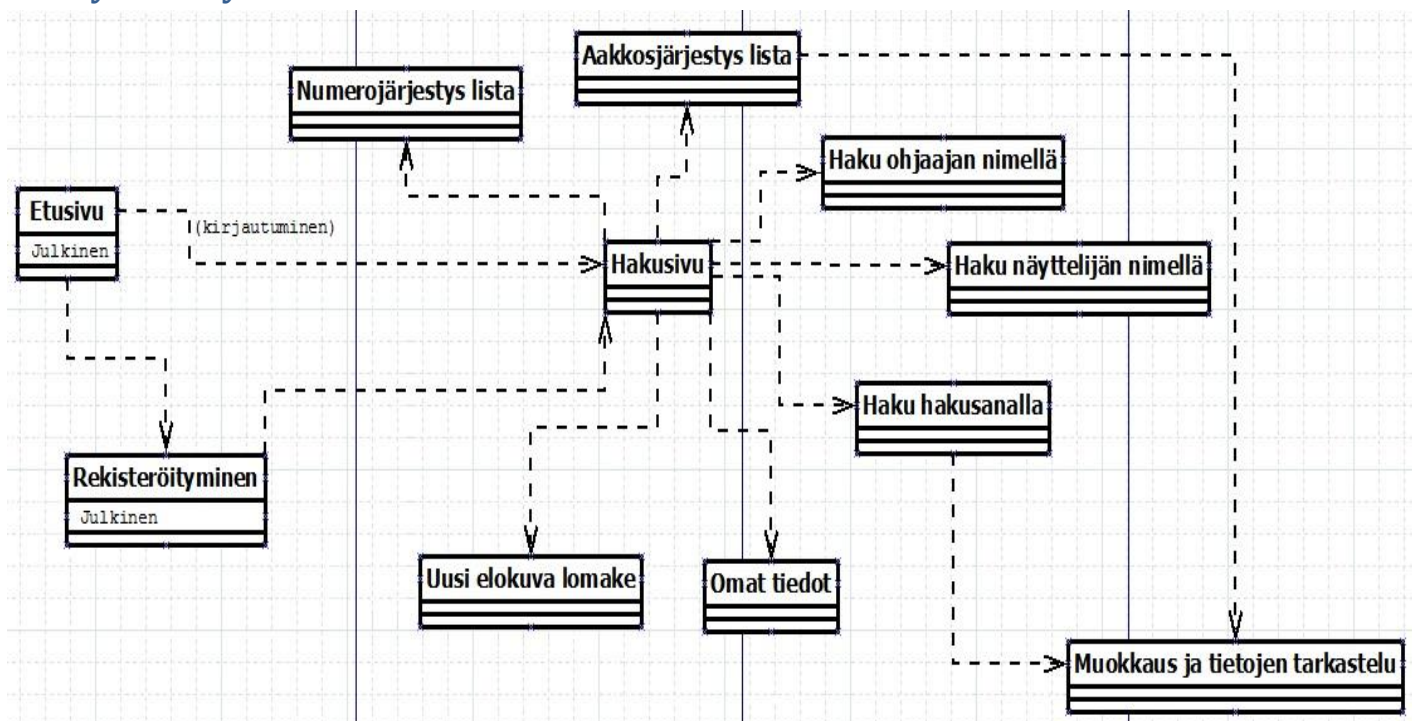 Aakkosjärjestys lista
Numerojärjestys lista
Haku ohjaajan nimellä
Etusivu
Julkinen
(kirjautuminen)
Hakusivu
Haku näyttelijän nimellä
Haku hakusanalla
Rekisteröityminen
Julkinen
Uusi elokuva lomake
Omat tiedot
Muokkaus ja tietojen tarkastelu